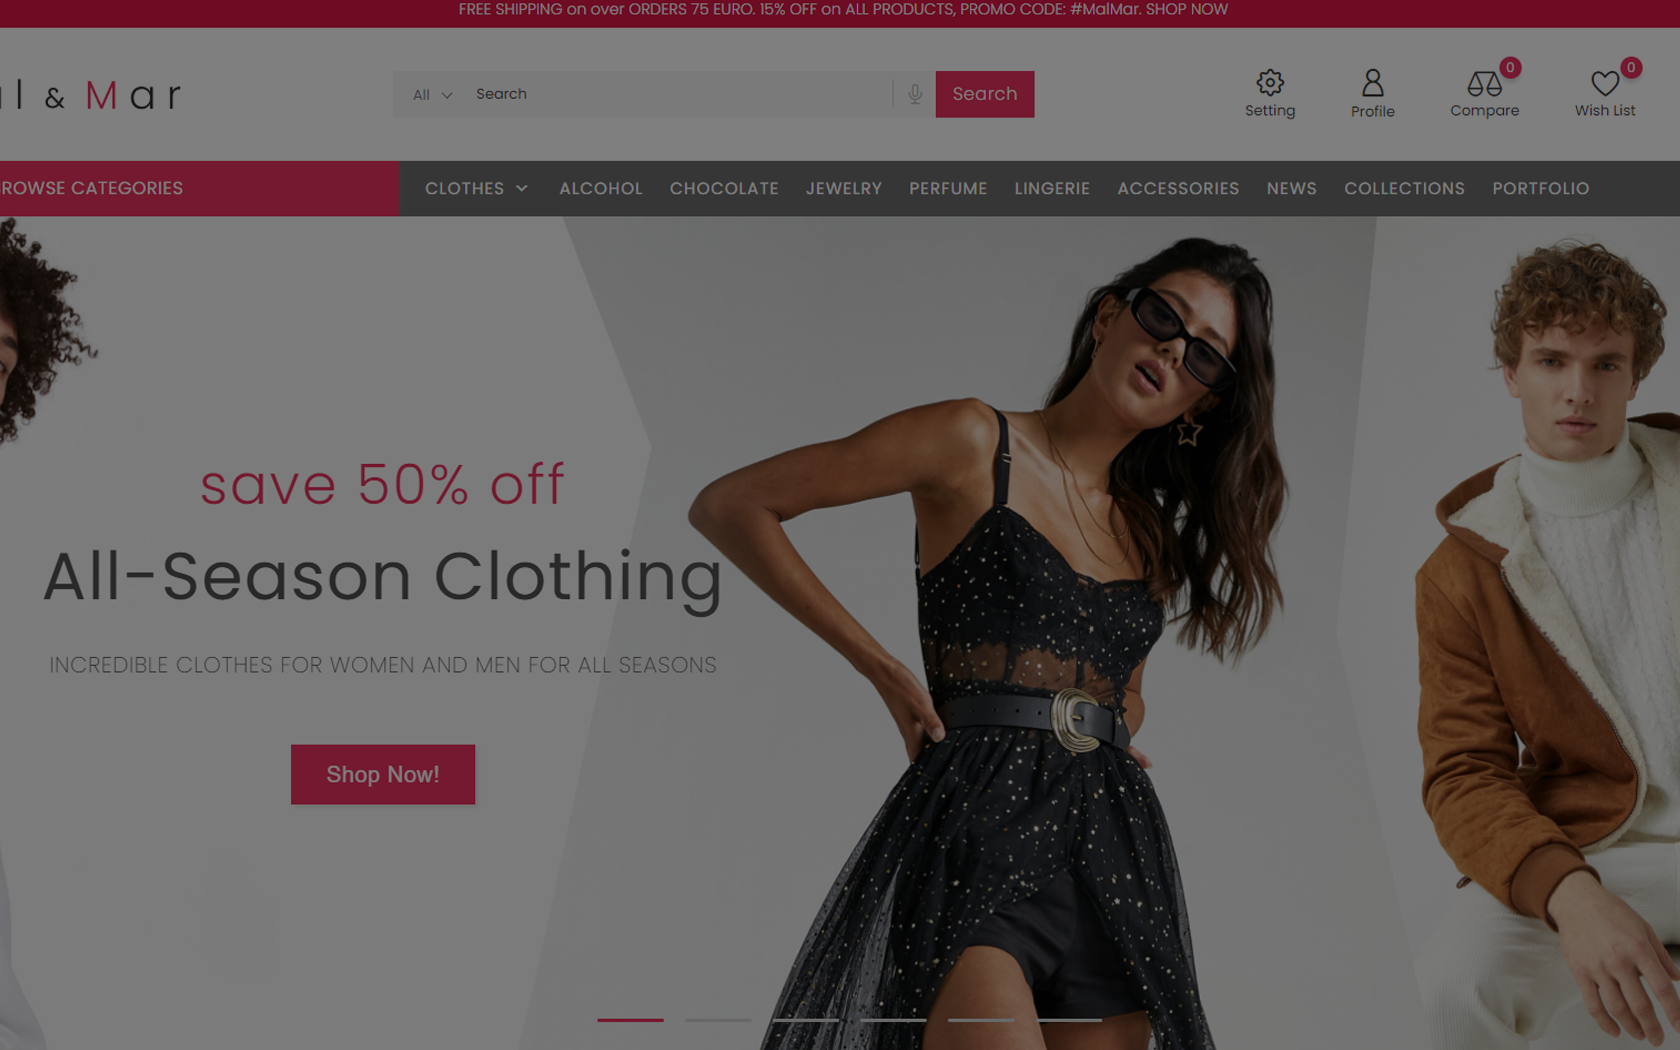 FREE SHIPPING on over ORDERS 75 EURO. 15% OFF on ALL PRODUCTS, PROMO CODE: #MalMar. SHOP NOW
l & Mar
All Search Search
Setting Profile 0 Compare 0 Wish List
ROWSE CATEGORIES CLOTHES ALCOHOL CHOCOLATE JEWELRY PERFUME LINGERIE ACCESSORIES NEWS COLLECTIONS PORTFOLIO
save 50% off
All-Season Clothing
INCREDIBLE CLOTHES FOR WOMEN AND MEN FOR ALL SEASONS
Shop Now!